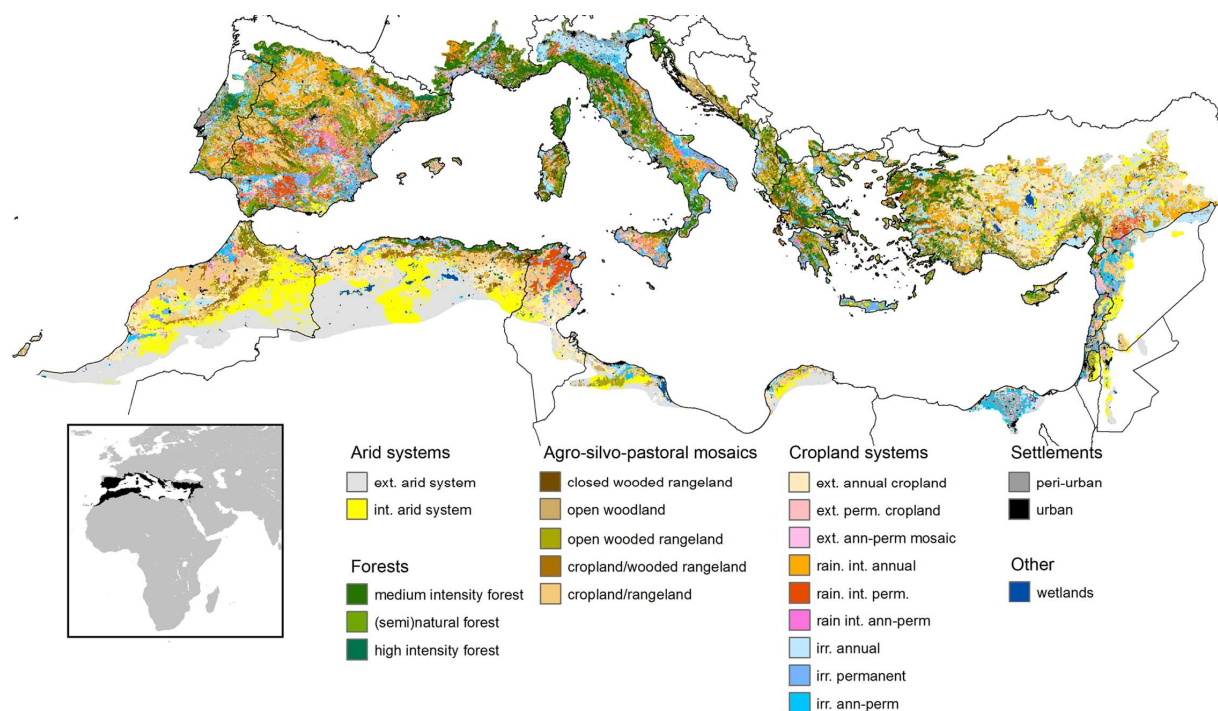 Arid systems
ext. arid system
int. arid system
Forests
medium intensity forest
(semi)natural forest
high intensity forest
Agro-silvo-pastoral mosaics
closed wooded rangeland
open woodland
open wooded rangeland
cropland/wooded rangeland
cropland/rangeland
Cropland systems
ext. annual cropland
ext. perm. cropland
ext. ann-perm mosaic
rain. int. annual
rain. int. perm.
rain int. ann-perm
irr. annual
irr. permanent
irr. ann-perm
Settlements
peri-urban
urban
Other
wetlands